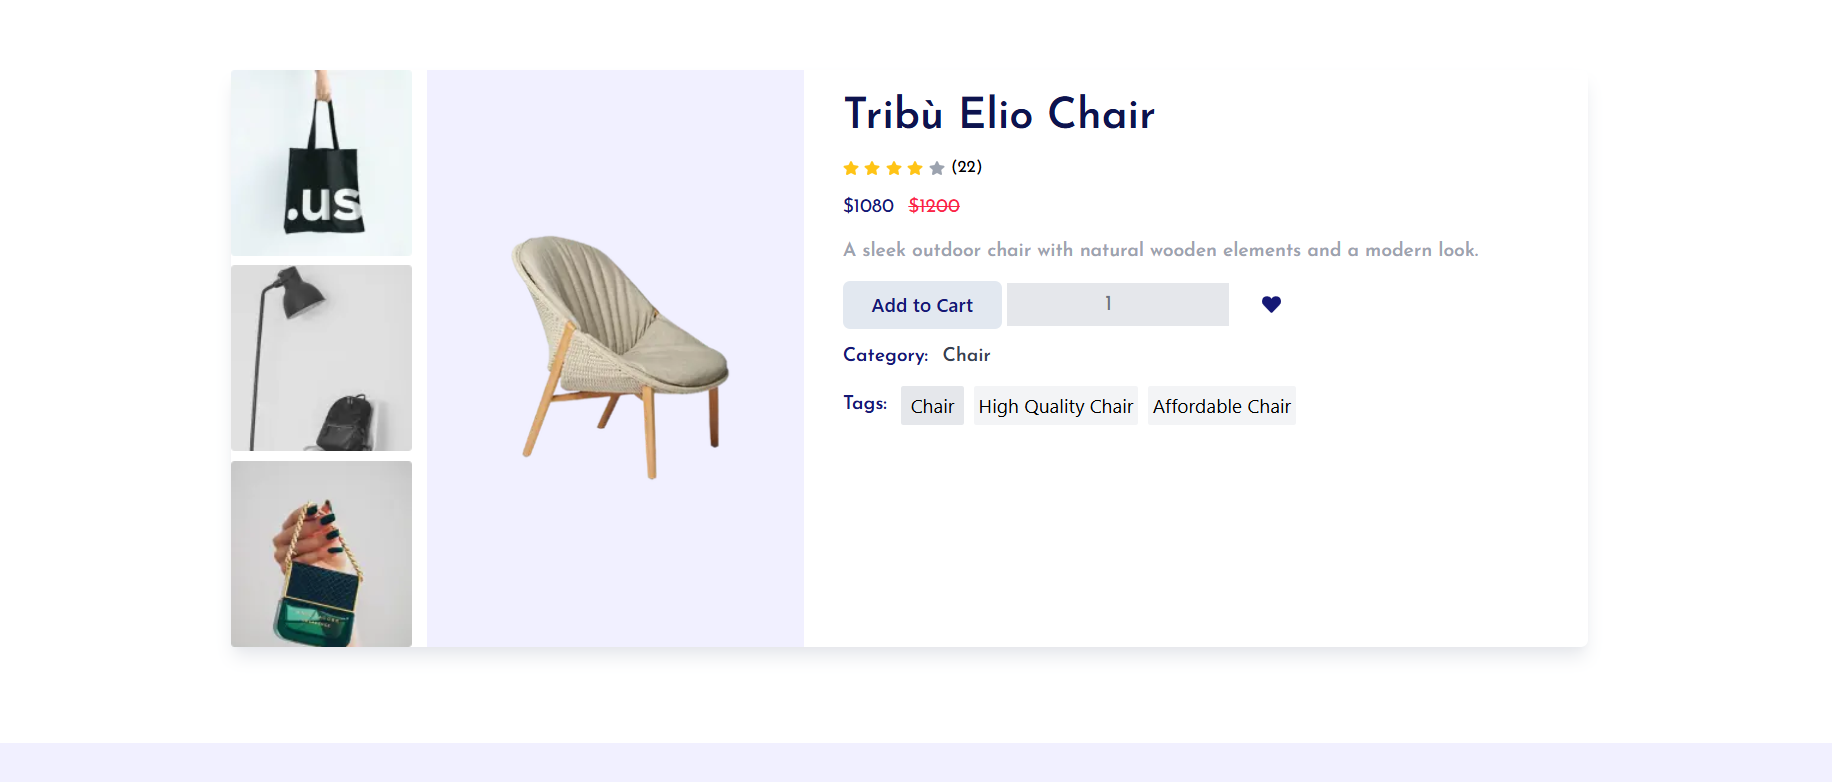 .us
Tribù Elio Chair
(22)
$1080 $1200
A sleek outdoor chair with natural wooden elements and a modern look.
Add to Cart 1
Category: Chair
Tags: Chair High Quality Chair Affordable Chair